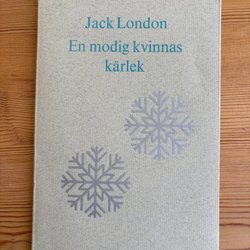 Jack London
En modig kvinnas
kärlek